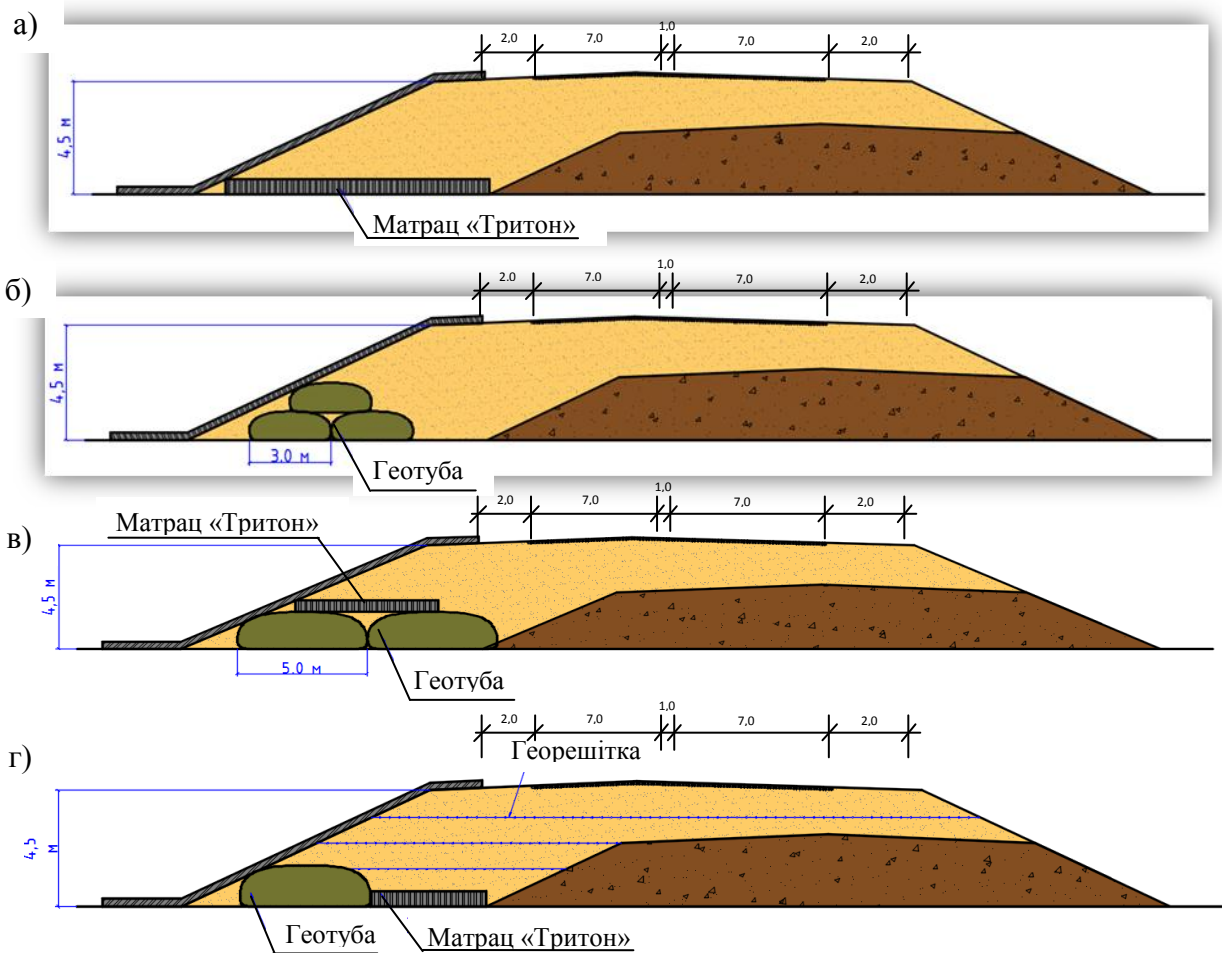 а)
1,0
2,0 7,0 7,0 2,0
4,5 м
Матрац «Тритон»
б)
1,0
2.0 7.0 7,0 2,0
4,5 м
3.0 м
Геотуба
в)
1,0
2,0 7,0 7,0 2,0
Матрац «Тритон»
4,5 м
5.0 м
Геотуба
г)
1,0
2,0 7,0 7,0 2,0
Георешітка
4,5
м
Геотуба
Матрац «Тритон»